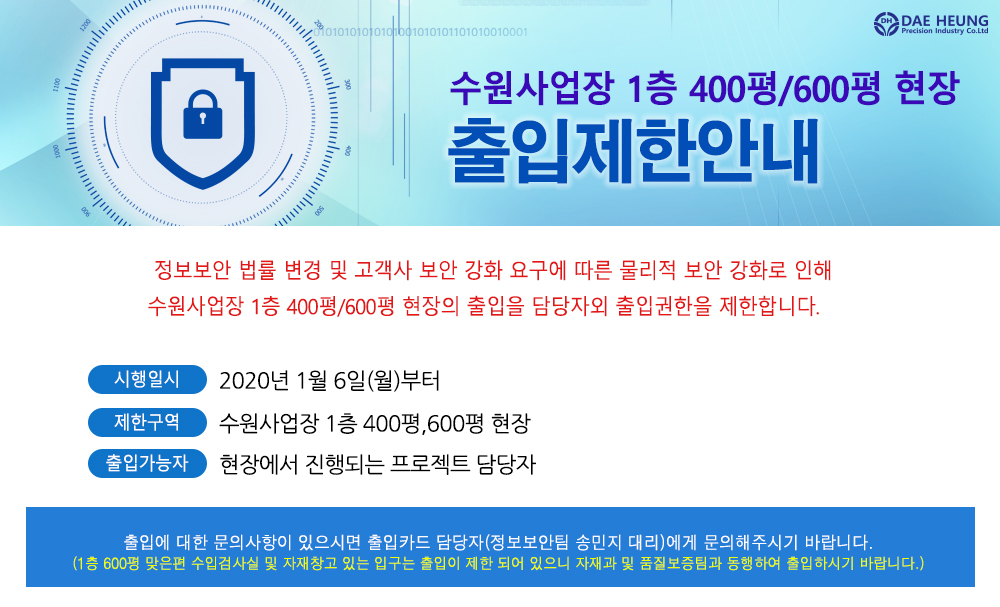 DH DAE HEUNG
Precision Industry Co.Ltd
0101010101010100101010110101001 0001
1200
1100
1000
900
200
300
400
500
수원사업장 1층 400평/600평 현장
출입제한안내
정보보안 법률 변경 및 고객사 보안 강화 요구에 따른 물리적 보안 강화로 인해
수원사업장 1층 400평/600평 현장의 출입을 담당자외 출입권한을 제한합니다.
시행일시 2020년 1월 6일(월)부터
제한구역 수원사업장 1층 400평,600평 현장
출입가능자 현장에서 진행되는 프로젝트 담당자
출입에 대한 문의사항이 있으시면 출입카드 담당자(정보보안팀 송민지 대리)에게 문의해주시기 바랍니다.
(1층 600평 맞은편 수입검사실 및 자재창고 있는 입구는 출입이 제한 되어 있으니 자재과 및 품질보증팀과 동행하여 출입하시기 바랍니다.)